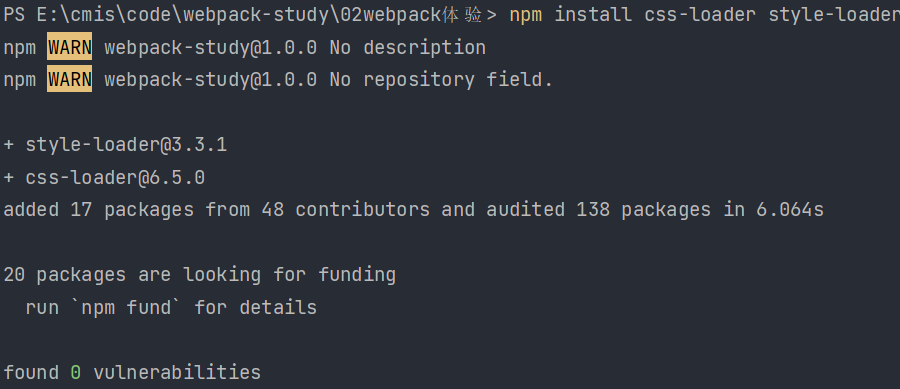 PS E:\cmis\code\webpack-study\02webpack体验> npm install css-loader style-loader
npm WARN webpack-study@1.0.0 No description
npm WARN webpack-study@1.0.0 No repository field.
+ style-loader@3.3.1
+ css-loader@6.5.0
added 17 packages from 48 contributors and audited 138 packages in 6.064s
20 packages are looking for funding
run `npm fund` for details
found 0 vulnerabilities